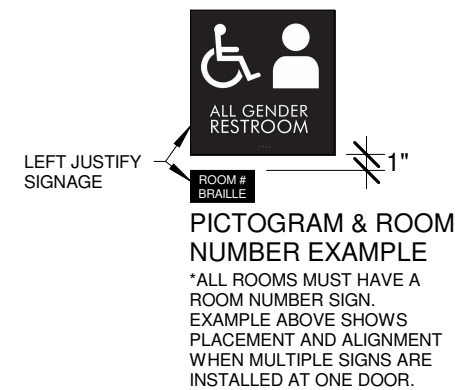 ALL GENDER
RESTROOM
LEFT JUSTIFY
SIGNAGE
1"
ROOM #
BRAILLE
PICTOGRAM & ROOM
NUMBER EXAMPLE
*ALL ROOMS MUST HAVE A
ROOM NUMBER SIGN.
EXAMPLE ABOVE SHOWS
PLACEMENT AND ALIGNMENT
WHEN MULTIPLE SIGNS ARE
INSTALLED AT ONE DOOR.